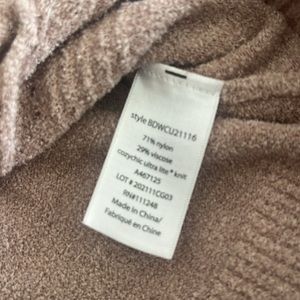 style BDWCU21116
71% nylon
29% viscose
cozychic ultra lite ® knit
A467125
LOT # 202111CG03
RN#111248
Made In China/
Fabriqué en Chine